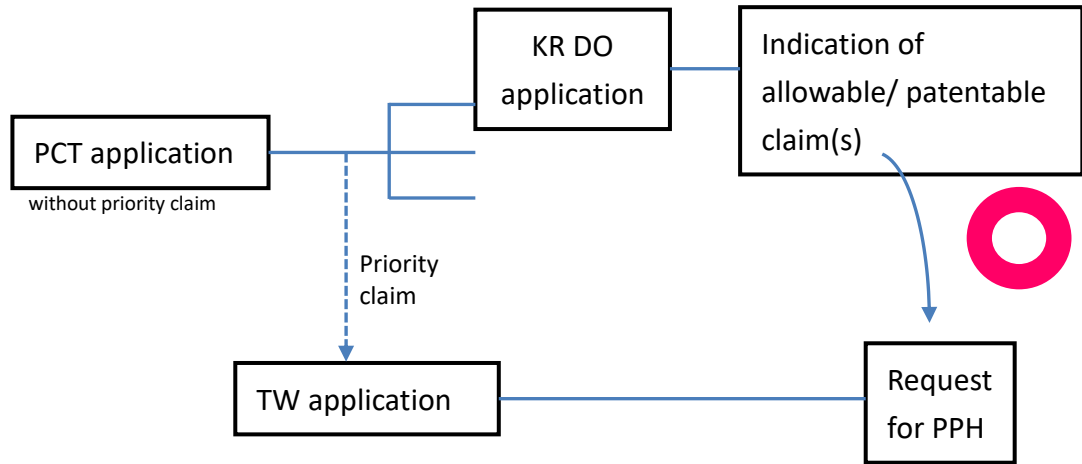 KR DO
application
Indication of
allowable/ patentable
claim(s)
PCT application
without priority claim
Priority
claim
TW application
Request
for PPH